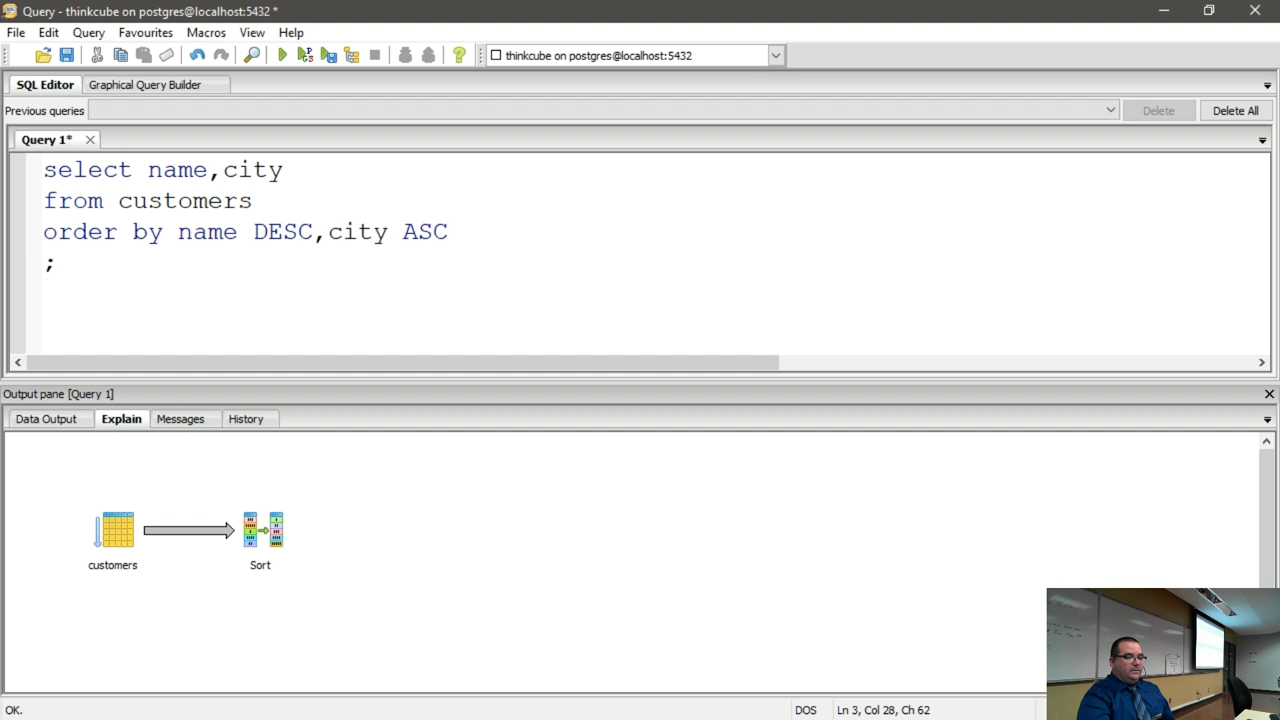 Query - thinkcube on postgres@localhost:5432 *
File Edit Query Favourites Macros View Help
thinkcube on postgres@localhost:5432
SQL Editor Graphical Query Builder
Previous queries Delete Delete All
Query 1*
select name,city
from customers
order by name DESC,city ASC
;
Output pane [Query 1]
Data Output Explain Messages History
customers Sort
OK. DOS Ln 3, Col 28, Ch 62